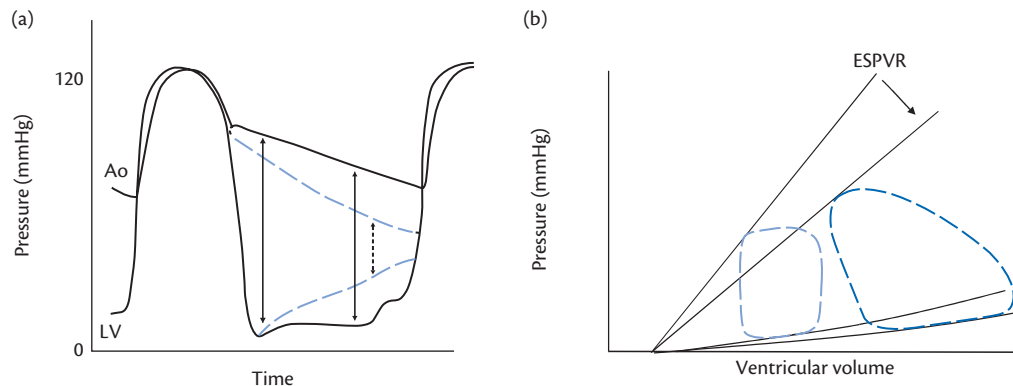 (a)
120
Ao
Pressure (mmHg)
LV
0
Time
(b)
ESPVR
Pressure (mmHg)
Ventricular volume